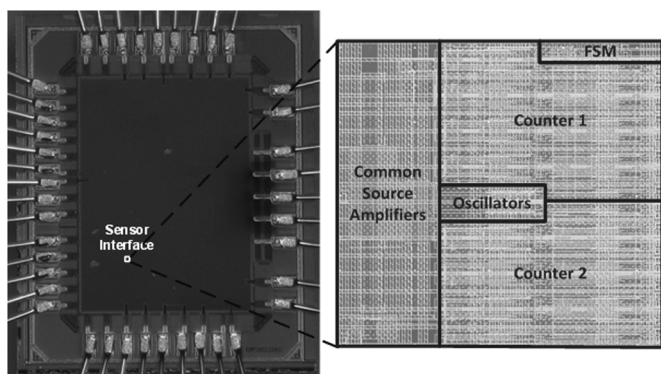 Sensor
Interface
FSM
Counter 1
Common
Source
Amplifiers
Oscillators
Counter 2